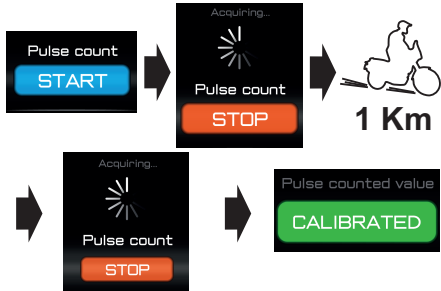 Pulse count
START
Acquiring...
Pulse count
STOP
1 Km
Acquiring...
Pulse count
STOP
Pulse counted value
CALIBRATED